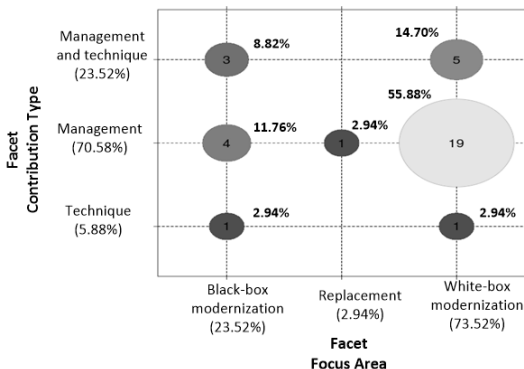 Facet
Contribution Type
Management
and technique
(23.52%)
3
8.82%
5
14.70%
Management
(70.58%)
4
11.76%
1
2.94%
19
55.88%
Technique
(5.88%)
1
2.94%
1
2.94%
Black-box
modernization
(23.52%)
Replacement
(2.94%)
White-box
modernization
(73.52%)
Facet
Focus Area